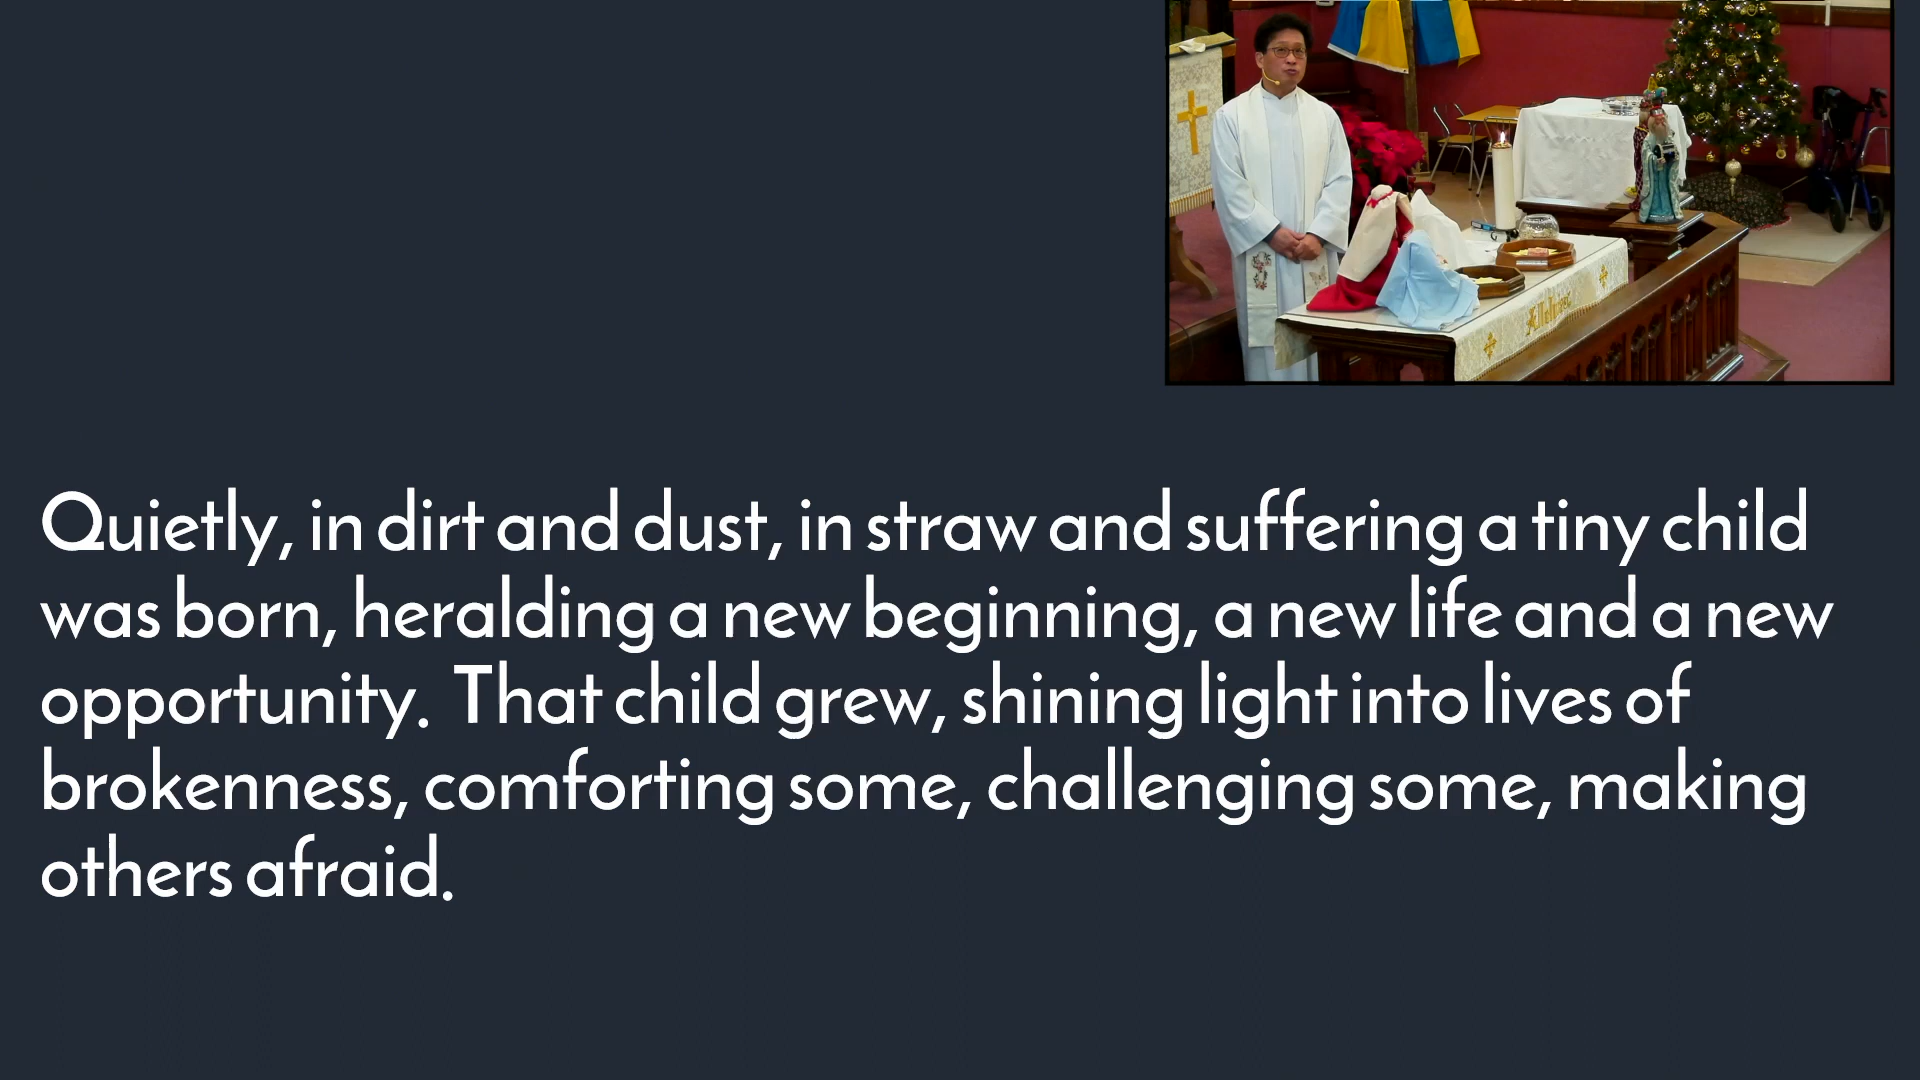 Quietly, in dirt and dust, in straw and suffering a tiny child
was born, heralding a new beginning, a new life and a new
opportunity. That child grew, shining light into lives of
brokenness, comforting some, challenging some, making
others afraid.